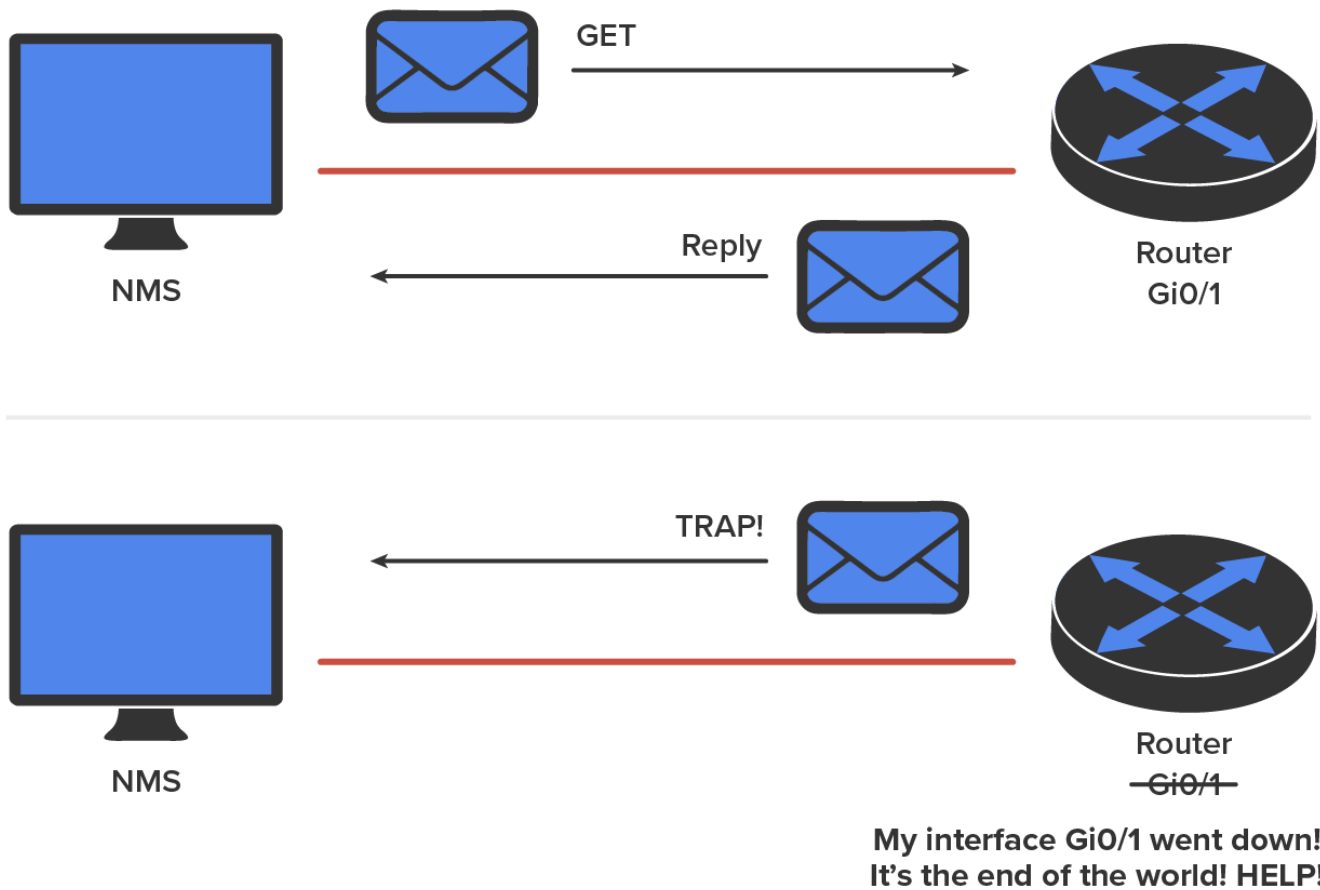 GET
Reply
NMS
Router
Gi0/1
TRAP!
NMS
Router
Gi0/1
My interface Gi0/1 went down!
It's the end of the world! HELP!